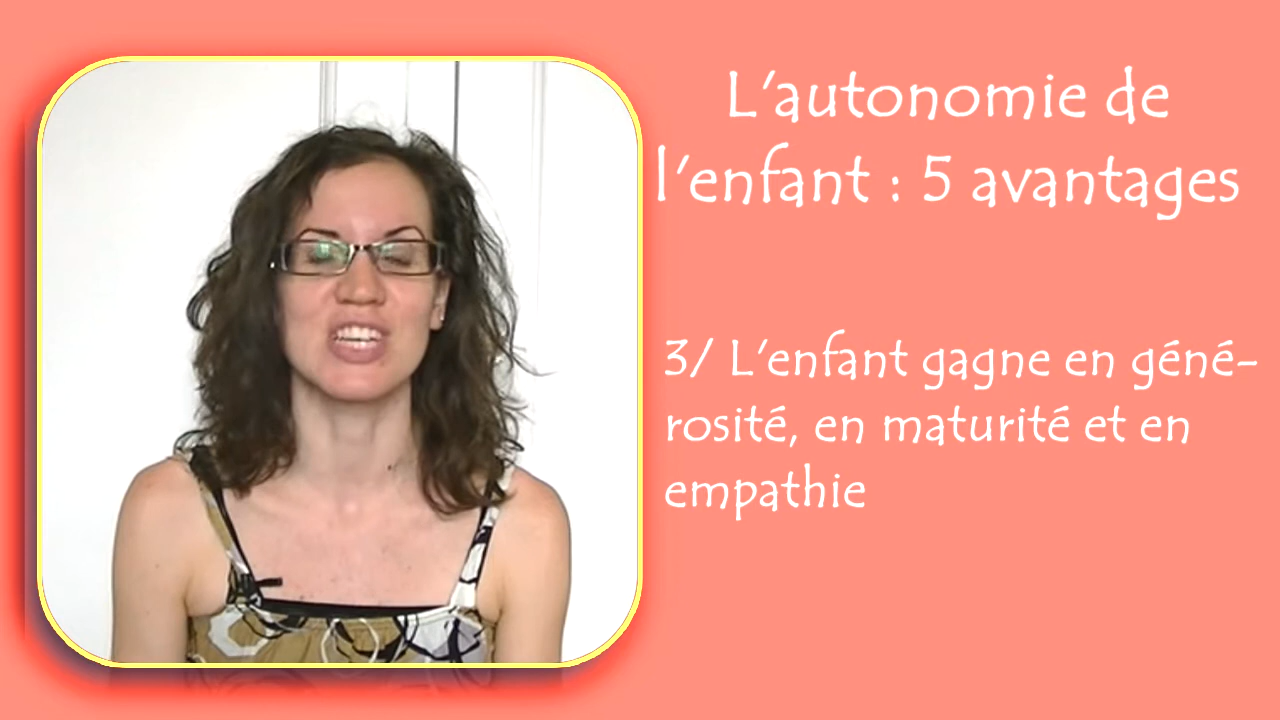 L'autonomie de
l'enfant : 5 avantages
3/ L'enfant gagne en géné-
rosité, en maturité et en
empathie